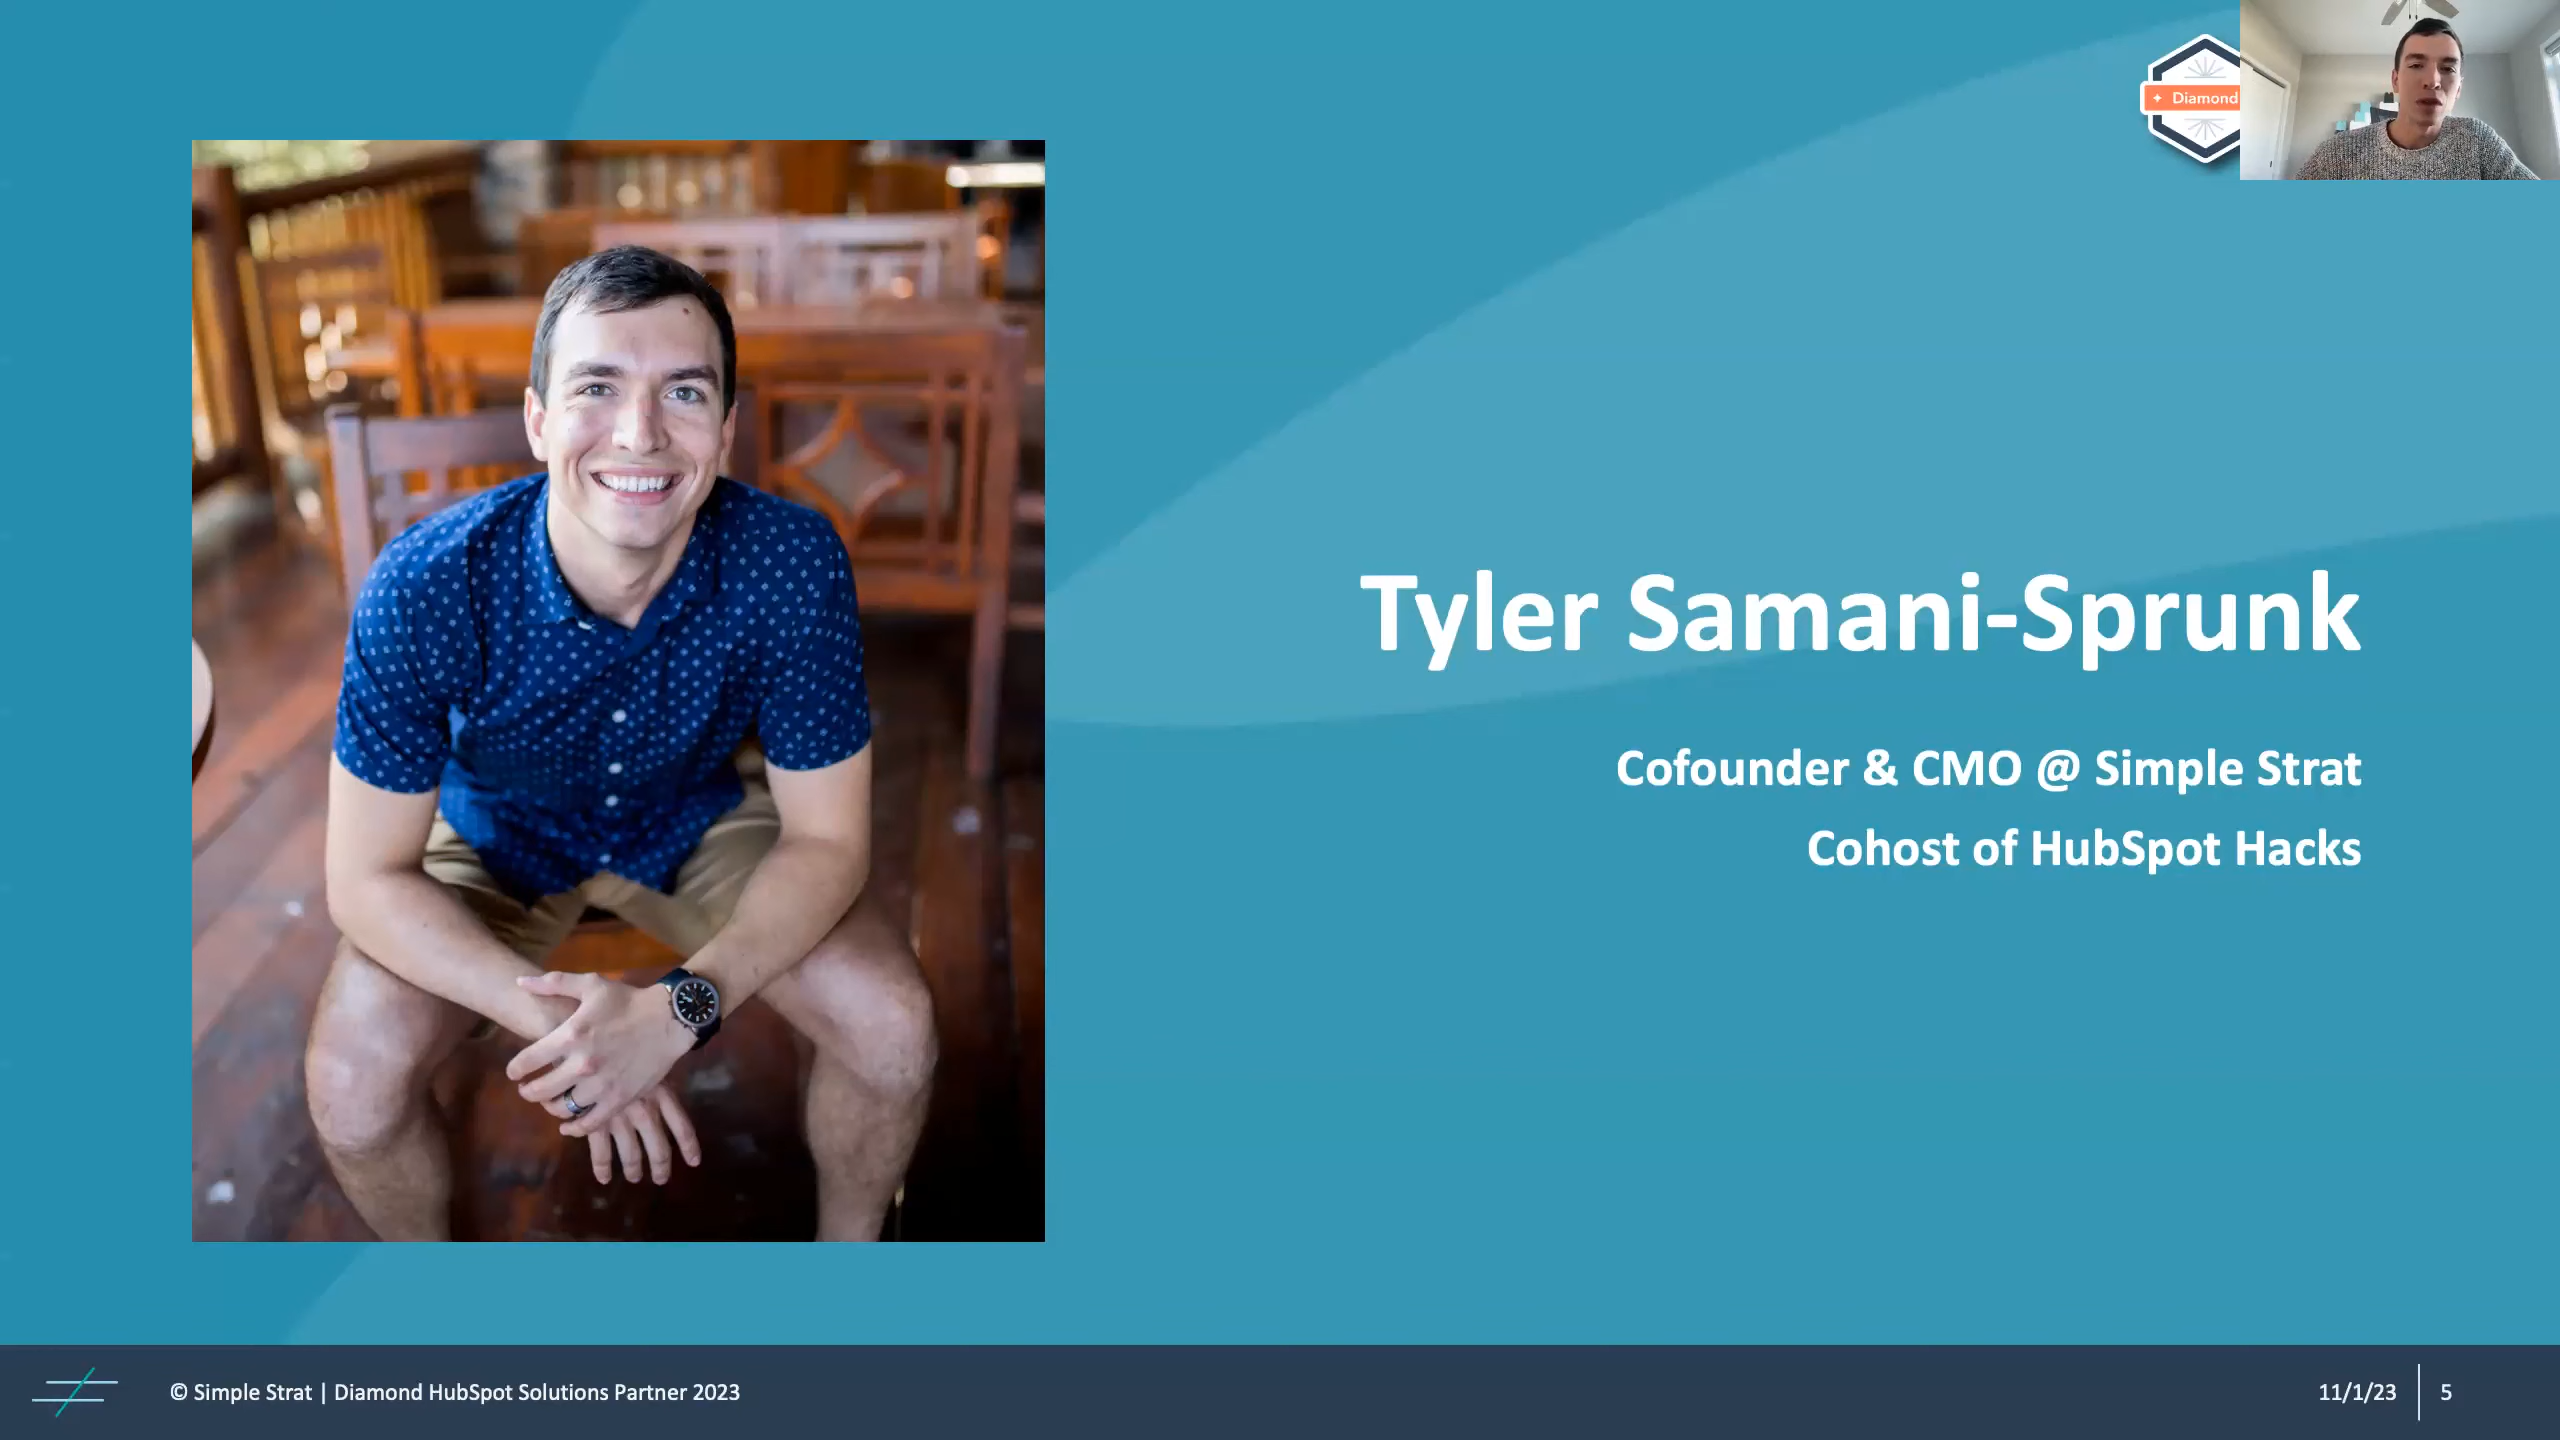 Diamond
Tyler Samani-Sprunk
Cofounder & CMO @ Simple Strat
Cohost of HubSpot Hacks
© Simple Strat | Diamond HubSpot Solutions Partner 2023
11/1/23
5